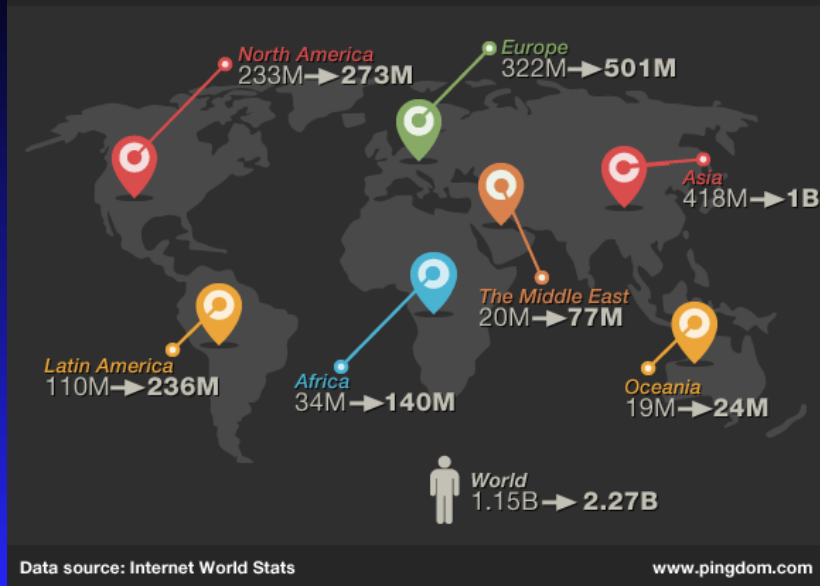 North America
233M→273M
Europe
322M→501M
Asia
418M→1B
The Middle East
20M→77M
Latin America
110M→236M
Africa
34M→140M
Oceania
19M→24M
World
1.15B→2.27B
Data source: Internet World Stats
www.pingdom.com